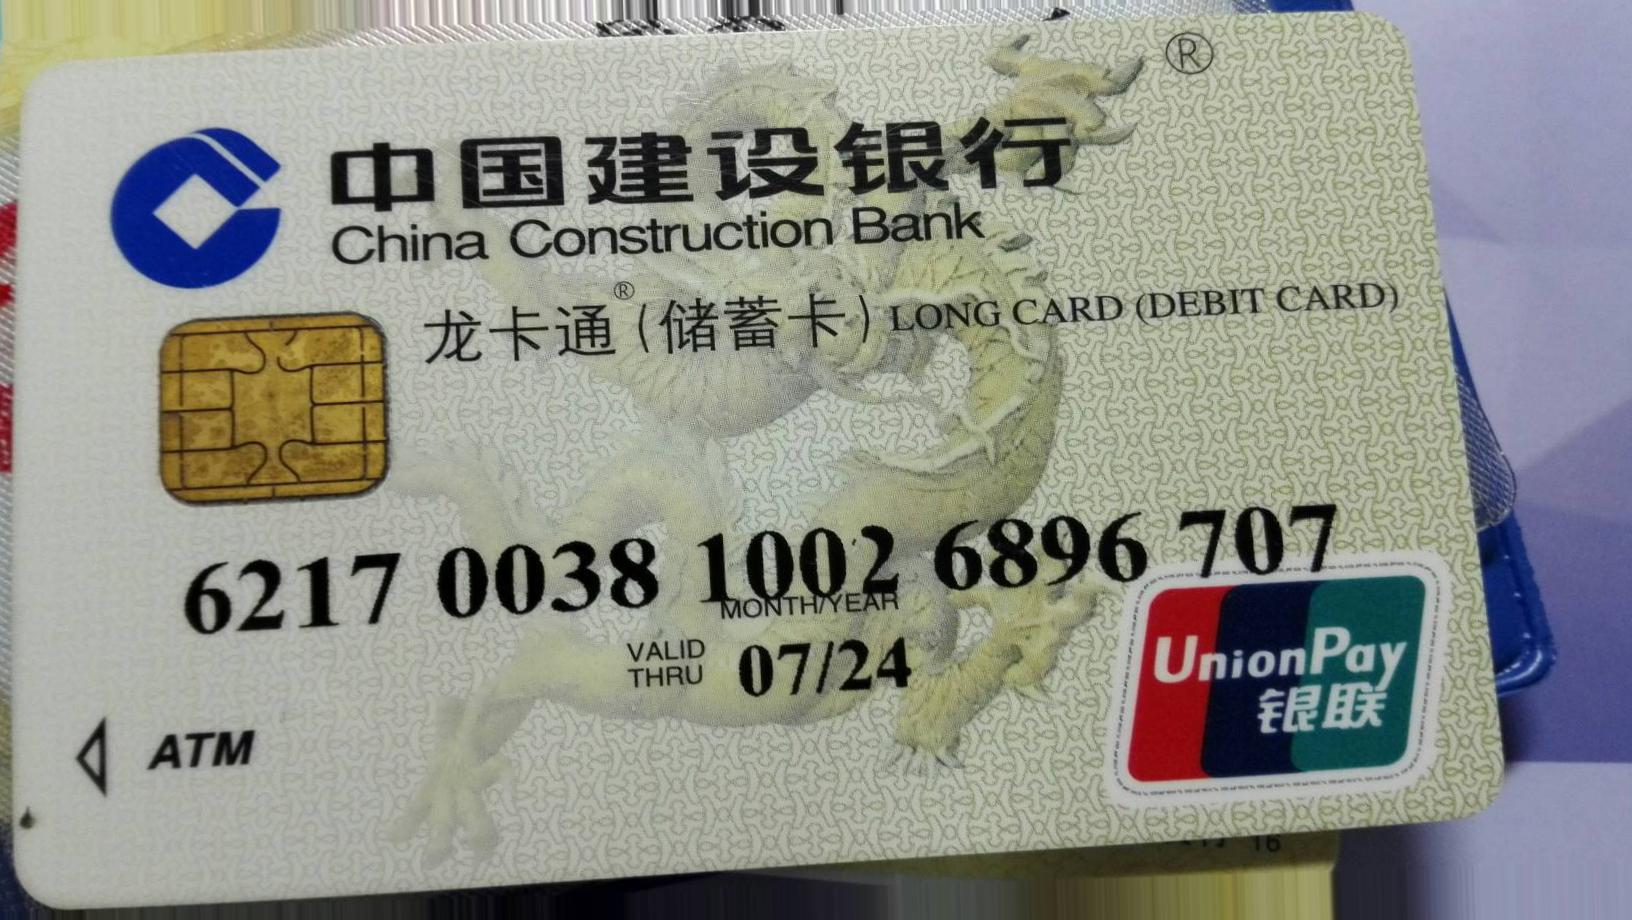 ®
中国建设银行
China Construction Bank
龙卡通®(储蓄卡) LONG CARD (DEBIT CARD)
6217 0038 1002 6896 707
MONTH/YEAR
VALID THRU 07/24
ATM
UnionPay
银联
16